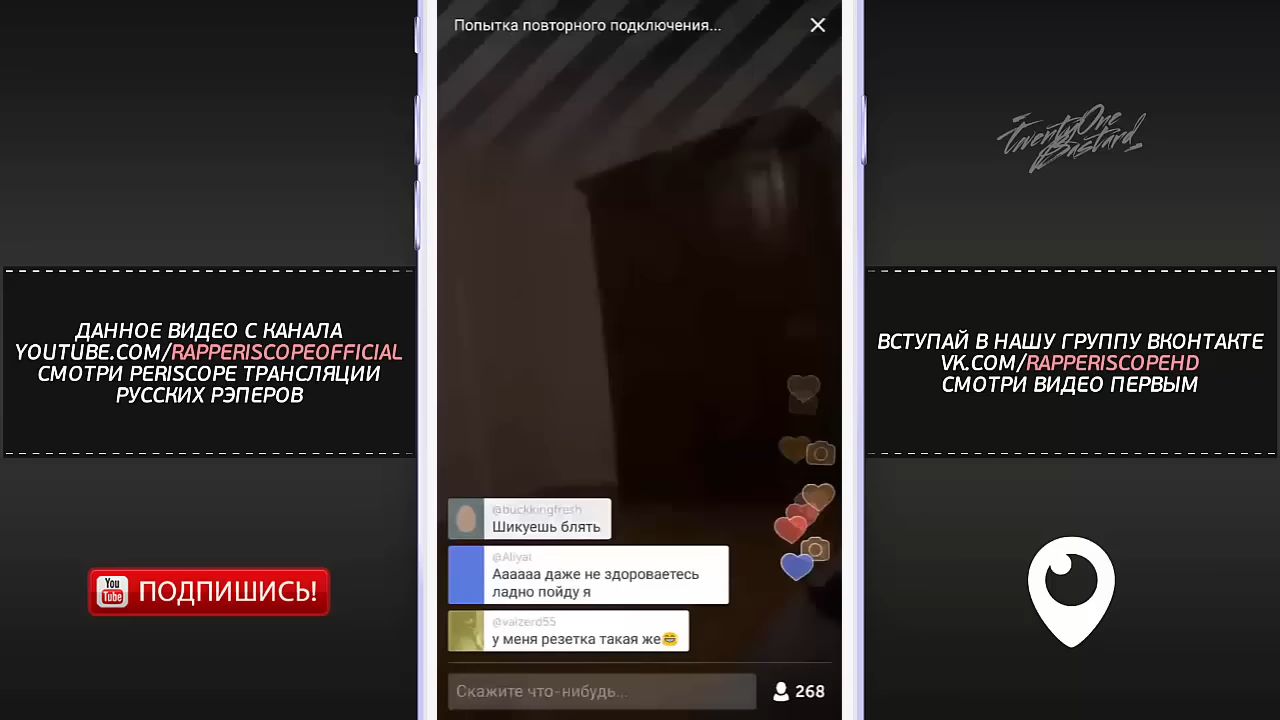 Попытка повторного подключения...
TwentyOne
Bastard
ДАННОЕ ВИДЕО С КАНАЛА
YOUTUBE.COM/RAPPERISCOPEOFFICIAL
СМОТРИ PERISCOPE ТРАНСЛЯЦИИ
РУССКИХ РЭПЕРОВ
ВСТУПАЙ В НАШУ ГРУППУ ВКОНТАКТЕ
VK.COM/RAPPERISCOPEHD
СМОТРИ ВИДЕО ПЕРВЫМ
@buckkingfresh
Шикуешь блять
@Aliyat
Аааааа даже не здороваетесь
ладно пойду я
@vaizerd55
у меня резетка такая же😄
You
Tube
ПОДПИШИСЬ!
Скажите что-нибудь...
268